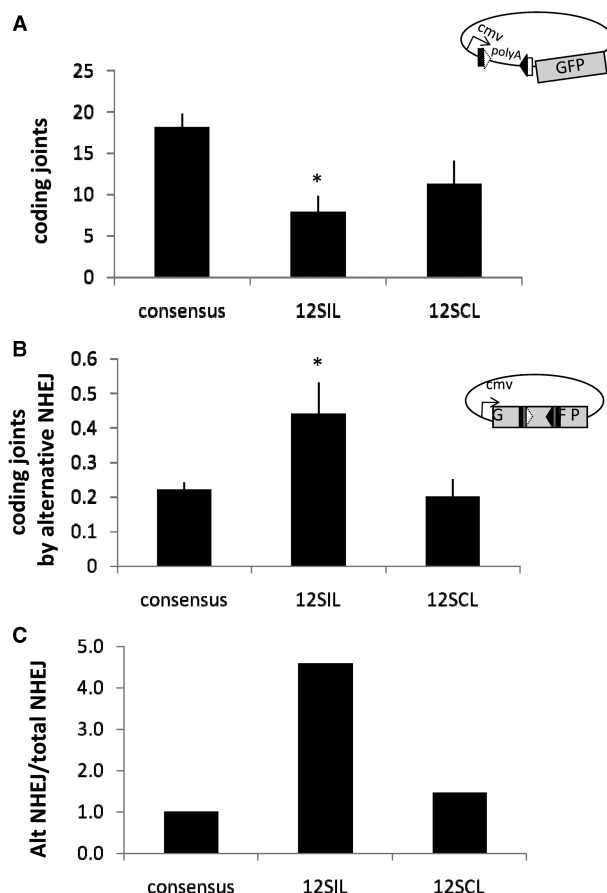 A
cmv
polyA
GFP
25
20
15
10
5
0
coding joints
*
consensus 12SIL 12SCL
B
cmv
G F P
0.6
0.5
0.4
0.3
0.2
0.1
0
coding joints
by alternative NHEJ
*
consensus 12SIL 12SCL
C
5.0
4.0
3.0
2.0
1.0
0.0
Alt NHEJ/total NHEJ
consensus 12SIL 12SCL